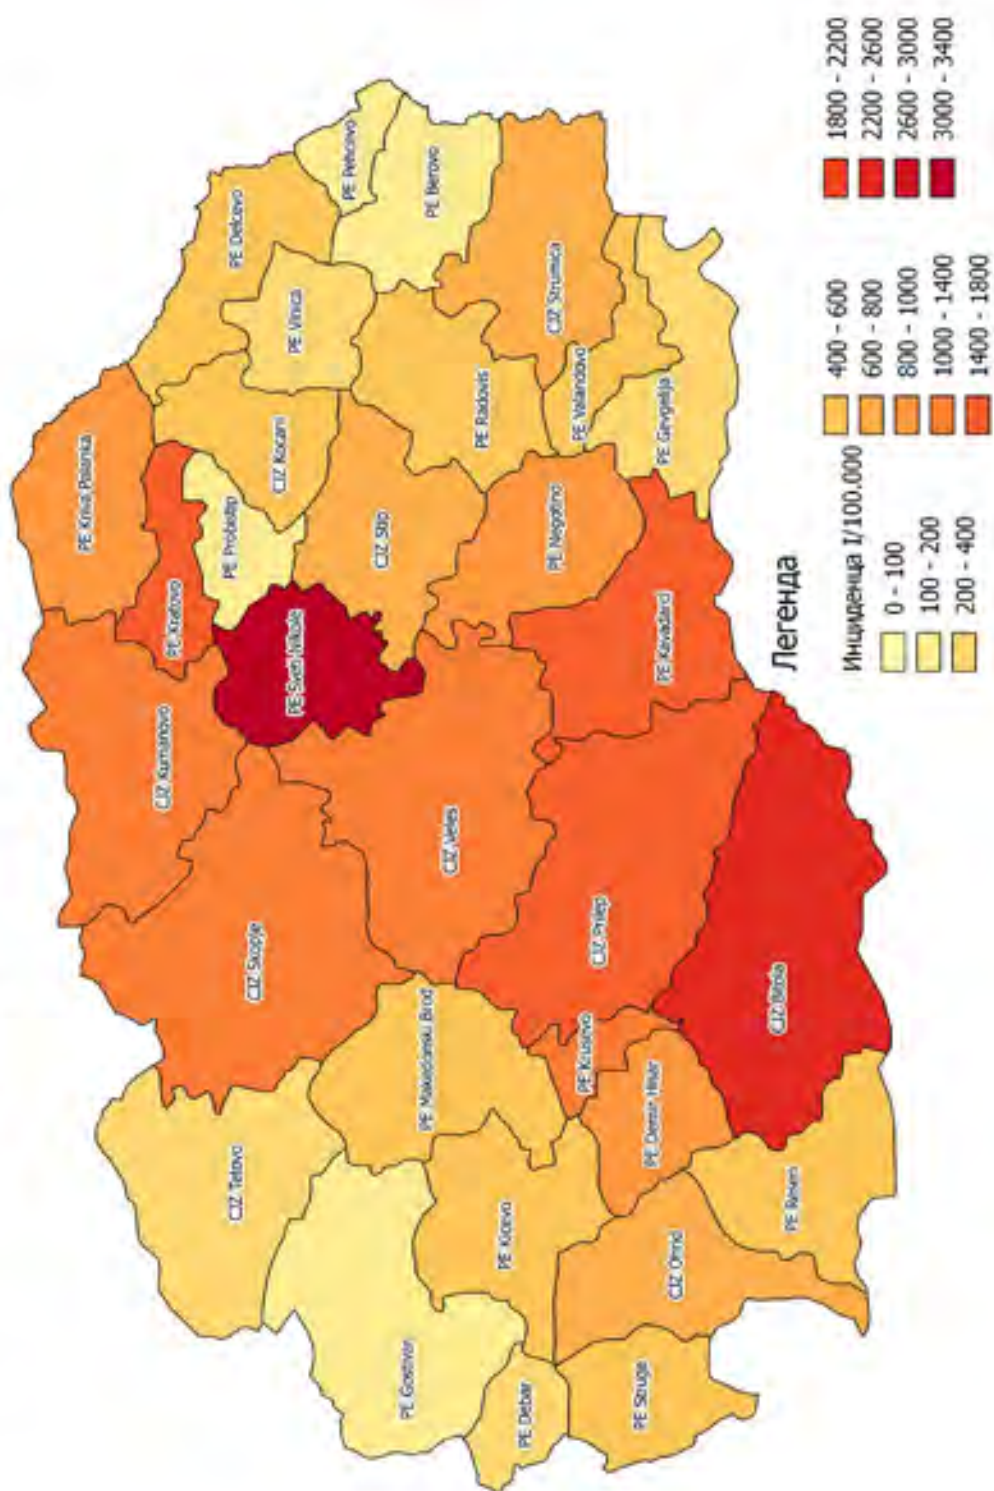 PE Kriva Palanka
CJZ Kumanovo
PE Kratovo
PE Delcevo
PE Probistip
PE Pehcevo
CJZ Skopje
PE Sveti Nikole
CJZ Kocani
PE Vinica
CJZ Tetovo
CJZ Stip
PE Berovo
CJZ Veles
PE Gostivar
PE Makedonski Brod
PE Radovis
CJZ Strumica
PE Kicevo
PE Negotino
PE Debar
PE Krusevo
CJZ Prilep
PE Valandovo
PE Demir Hisar
PE Kavadarci
PE Gevgelija
PE Struga
CJZ Ohrid
CJZ Bitola
PE Resen
Легенда
Инциденца I/100.000
0 - 100
100 - 200
200 - 400
400 - 600
600 - 800
800 - 1000
1000 - 1400
1400 - 1800
1800 - 2200
2200 - 2600
2600 - 3000
3000 - 3400